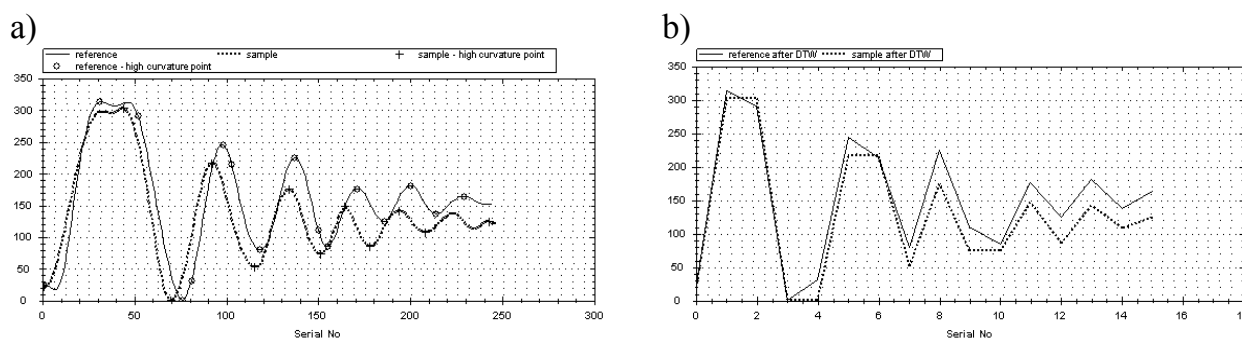 a)
reference sample sample - high curvature point
reference - high curvature point
350
300
250
200
150
100
50
0
0 50 100 150 200 250 300
Serial No
b)
reference after DTW sample after DTW
350
300
250
200
150
100
50
0
0 2 4 6 8 10 12 14 16 18
Serial No